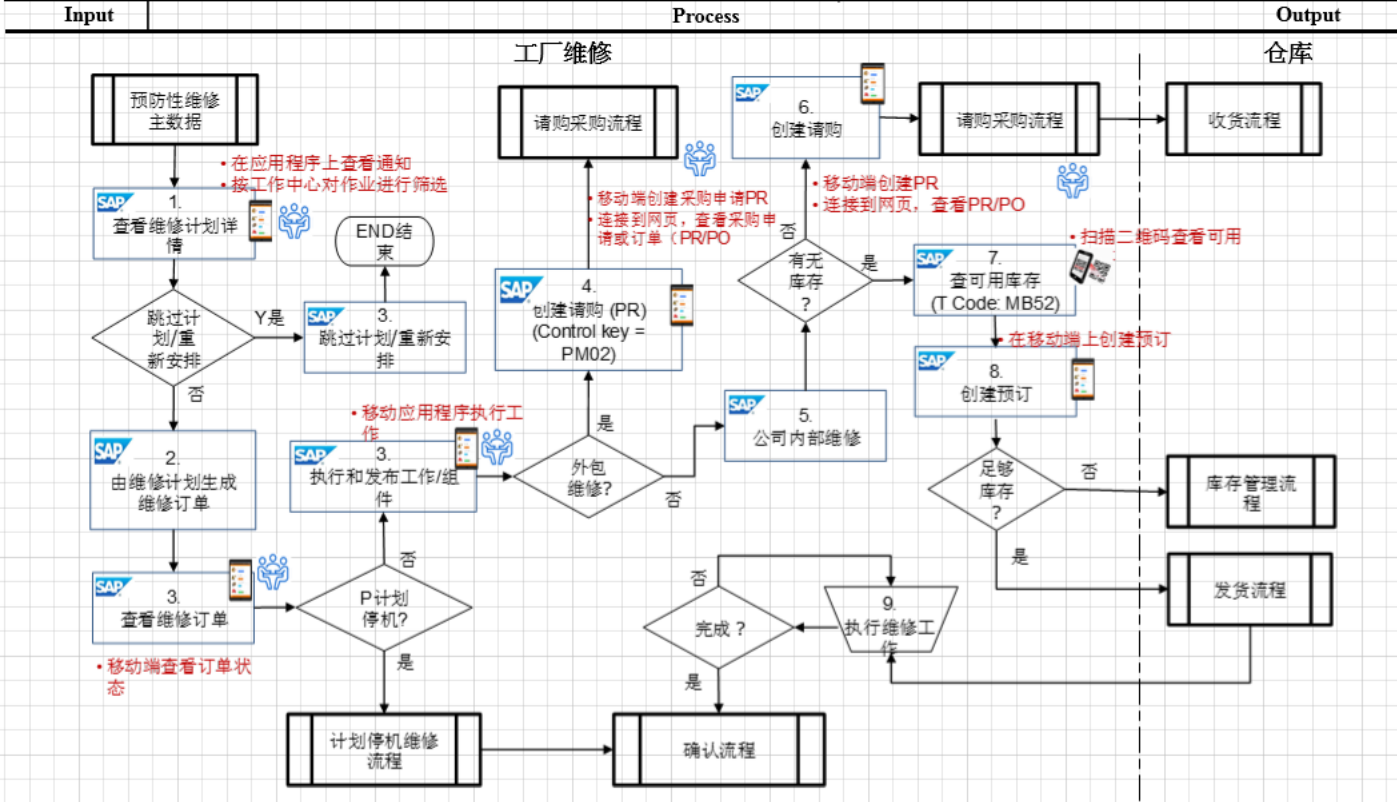 Input
Process
Output
工厂维修
仓库
预防性维修
主数据
• 在应用程序上查看通知
• 按工作中心对作业进行筛选
SAP
1.
查看维修计划详
情
跳过计
划/重
新安排
Y是
否
END结
束
SAP
3.
跳过计划/重新安
排
SAP
2.
由维修计划生成
维修订单
SAP
3.
查看维修订单
• 移动端查看订单状
态
P计划
停机?
否
是
• 移动应用程序执行工
作
SAP
3.
执行和发布工作/组
件
计划停机维修
流程
外包
维修?
是
否
SAP
4.
创建请购 (PR)
(Control key =
PM02)
• 移动端创建采购申请PR
• 连接到网页，查看采购申
请或订单（PR/PO
请购采购流程
SAP
5.
公司内部维修
有无
库存
？
否
是
• 移动端创建PR
• 连接到网页，查看PR/PO
SAP
6.
创建请购
请购采购流程
收货流程
• 扫描二维码查看可用
SAP
7.
查可用库存
(T Code: MB52)
• 在移动端上创建预订
SAP
8.
创建预订
足够
库存
？
否
是
库存管理流
程
发货流程
9.
执行维修工
作
完成？
否
是
确认流程